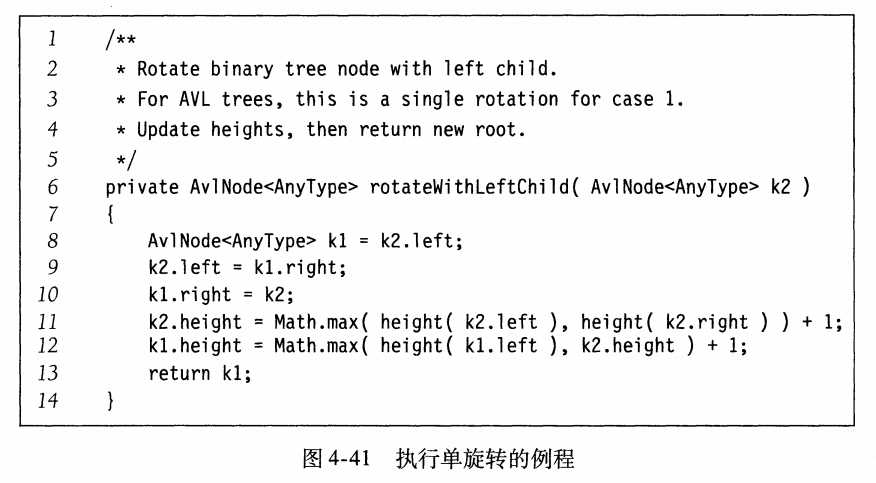 1 /**
2 * Rotate binary tree node with left child.
3 * For AVL trees, this is a single rotation for case 1.
4 * Update heights, then return new root.
5 */
6 private AvlNode<AnyType> rotateWithLeftChild( AvlNode<AnyType> k2 )
7 {
8 AvlNode<AnyType> k1 = k2.left;
9 k2.left = k1.right;
10 k1.right = k2;
11 k2.height = Math.max( height( k2.left ), height( k2.right ) ) + 1;
12 k1.height = Math.max( height( k1.left ), k2.height ) + 1;
13 return k1;
14 }
图 4-41 执行单旋转的例程